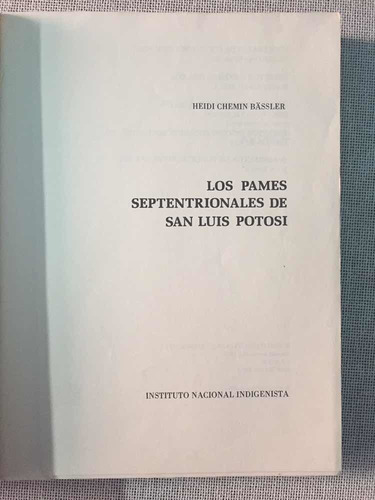 HEIDI CHEMIN BÄSSLER
LOS PAMES
SEPTENTRIONALES DE
SAN LUIS POTOSI
INSTITUTO NACIONAL INDIGENISTA